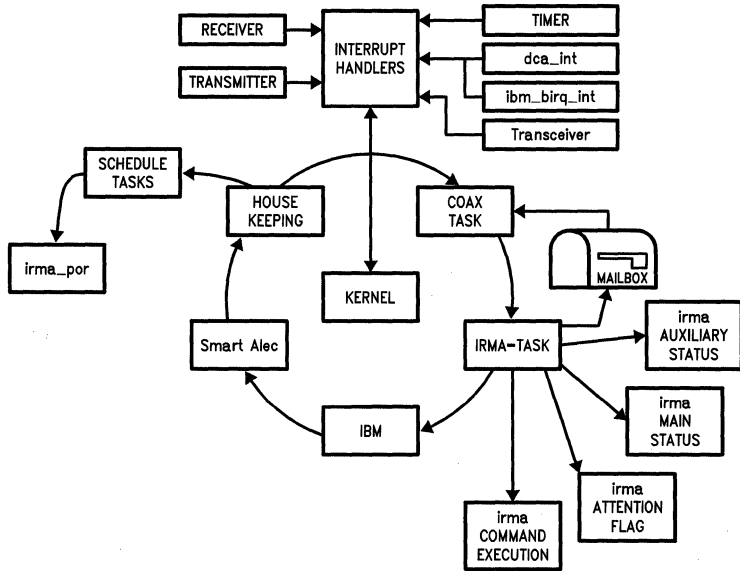 RECEIVER
TRANSMITTER
INTERRUPT
HANDLERS
TIMER
dca_int
ibm_birq_int
Transceiver
SCHEDULE
TASKS
HOUSE
KEEPING
COAX
TASK
irma_por
MAILBOX
KERNEL
Smart Alec
IRMA-TASK
irma
AUXILIARY
STATUS
IBM
irma
MAIN
STATUS
irma
ATTENTION
FLAG
irma
COMMAND
EXECUTION